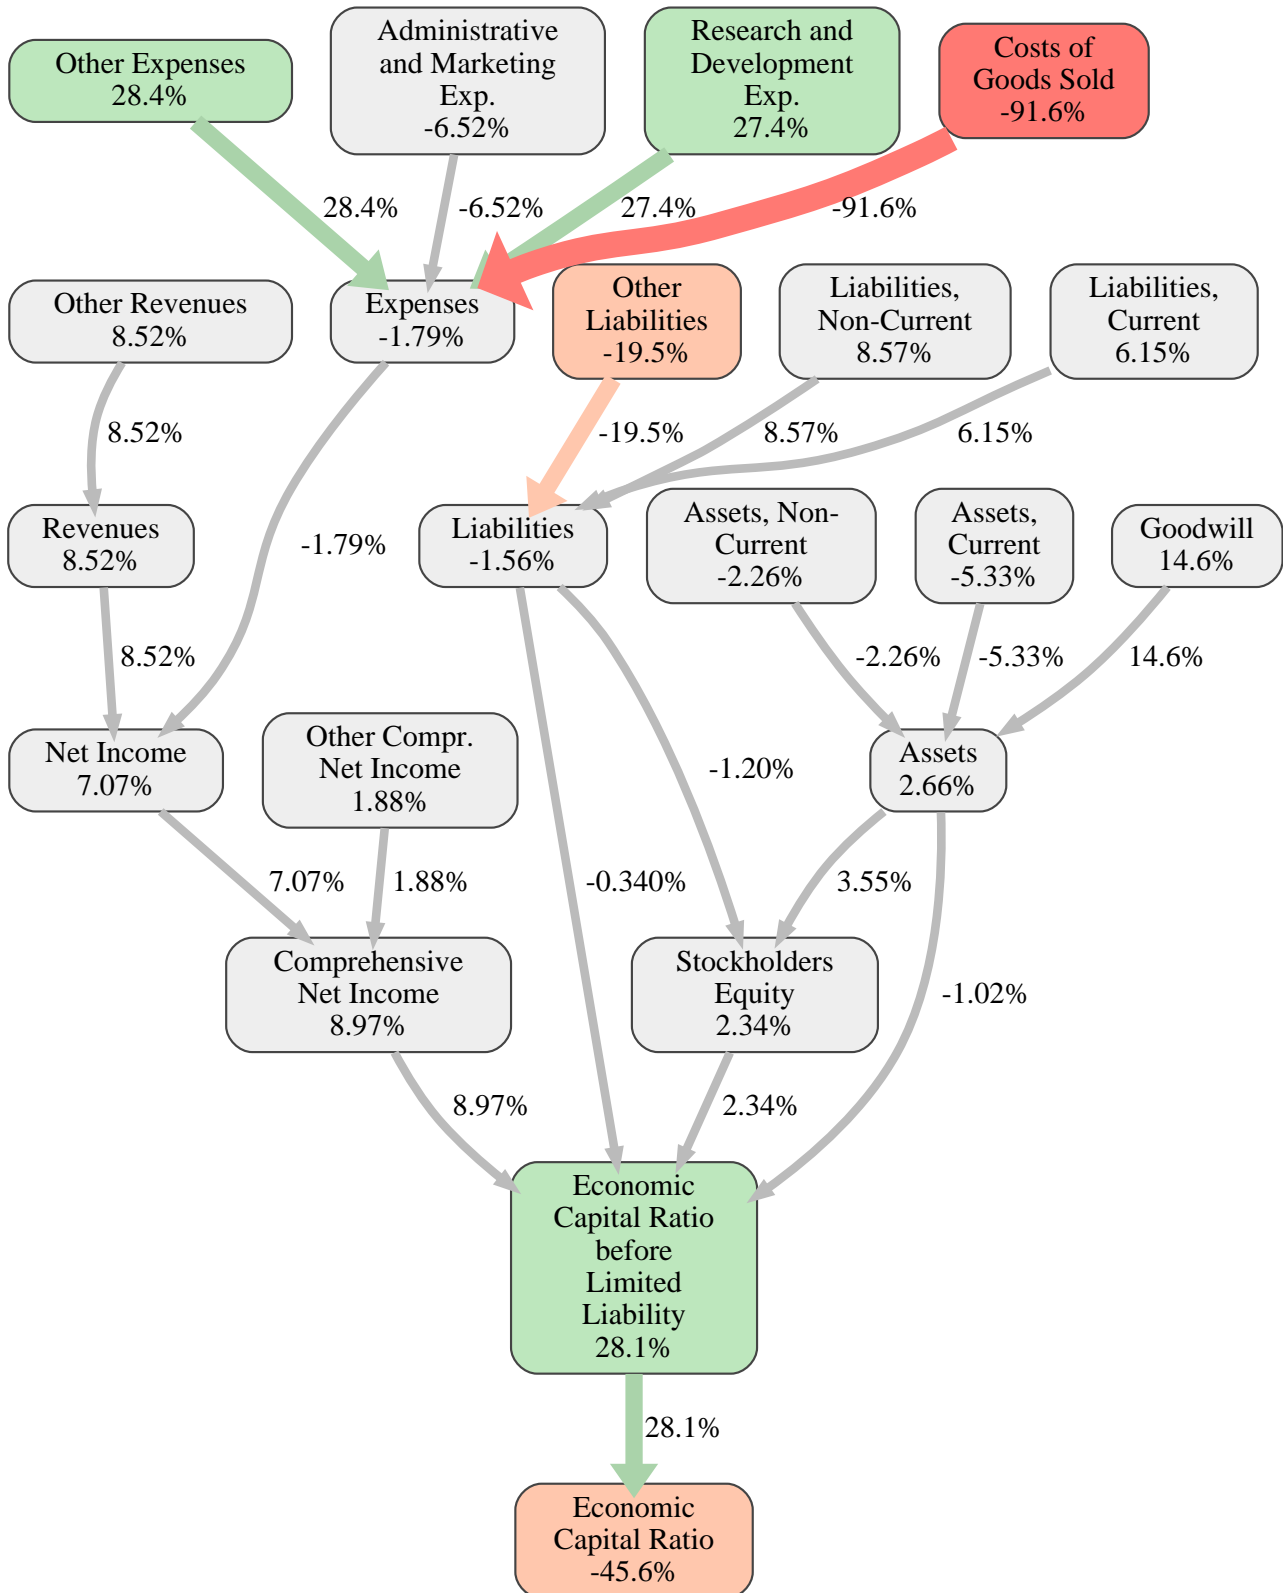 Other Expenses
28.4%
Administrative
and Marketing
Exp.
-6.52%
Research and
Development
Exp.
27.4%
Costs of
Goods Sold
-91.6%
28.4%
-6.52%
27.4%
-91.6%
Other Revenues
8.52%
Expenses
-1.79%
Other
Liabilities
-19.5%
Liabilities,
Non-Current
8.57%
Liabilities,
Current
6.15%
8.52%
-19.5%
8.57%
6.15%
Revenues
8.52%
-1.79%
Liabilities
-1.56%
Assets, Non-
Current
-2.26%
Assets,
Current
-5.33%
Goodwill
14.6%
8.52%
-2.26%
-5.33%
14.6%
Net Income
7.07%
Other Compr.
Net Income
1.88%
-1.20%
Assets
2.66%
7.07%
1.88%
-0.340%
3.55%
Comprehensive
Net Income
8.97%
Stockholders
Equity
2.34%
-1.02%
8.97%
2.34%
Economic
Capital Ratio
before
Limited
Liability
28.1%
28.1%
Economic
Capital Ratio
-45.6%